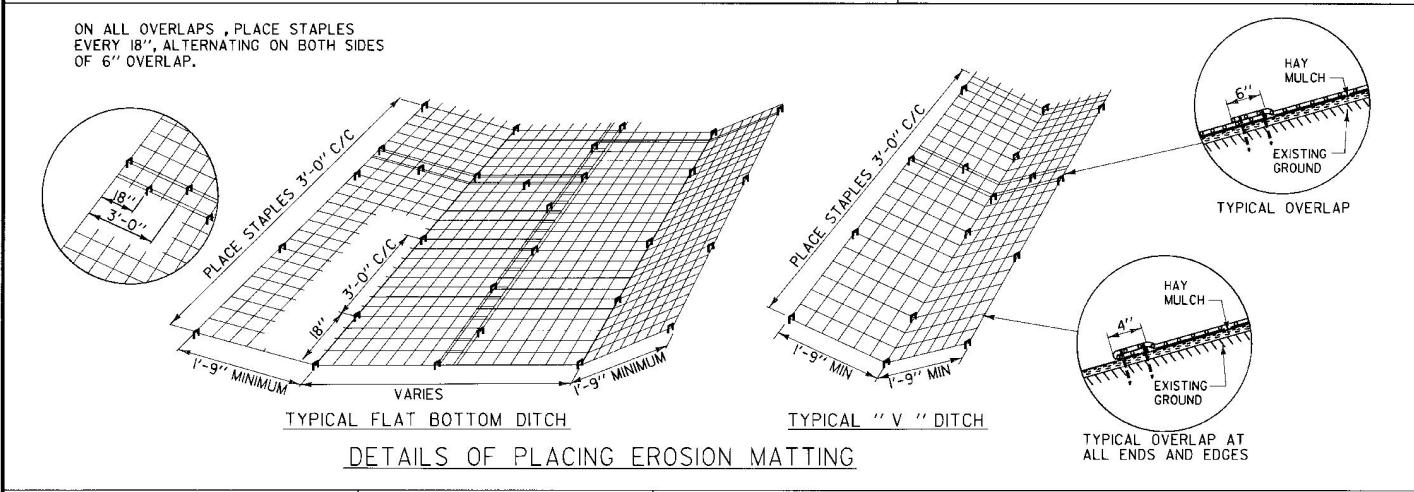 ON ALL OVERLAPS , PLACE STAPLES
EVERY 18", ALTERNATING ON BOTH SIDES
OF 6" OVERLAP.
18"
3'-0"
PLACE STAPLES 3'-0" C/C
3'-0" C/C
18"
1'-9" MINIMUM
VARIES
1'-9" MINIMUM
TYPICAL FLAT BOTTOM DITCH
PLACE STAPLES 3'-0" C/C
1'-9" MIN
1'-9" MIN
TYPICAL " V " DITCH
HAY
MULCH
6"
EXISTING
GROUND
TYPICAL OVERLAP
HAY
MULCH
4"
EXISTING
GROUND
TYPICAL OVERLAP AT
ALL ENDS AND EDGES
DETAILS OF PLACING EROSION MATTING